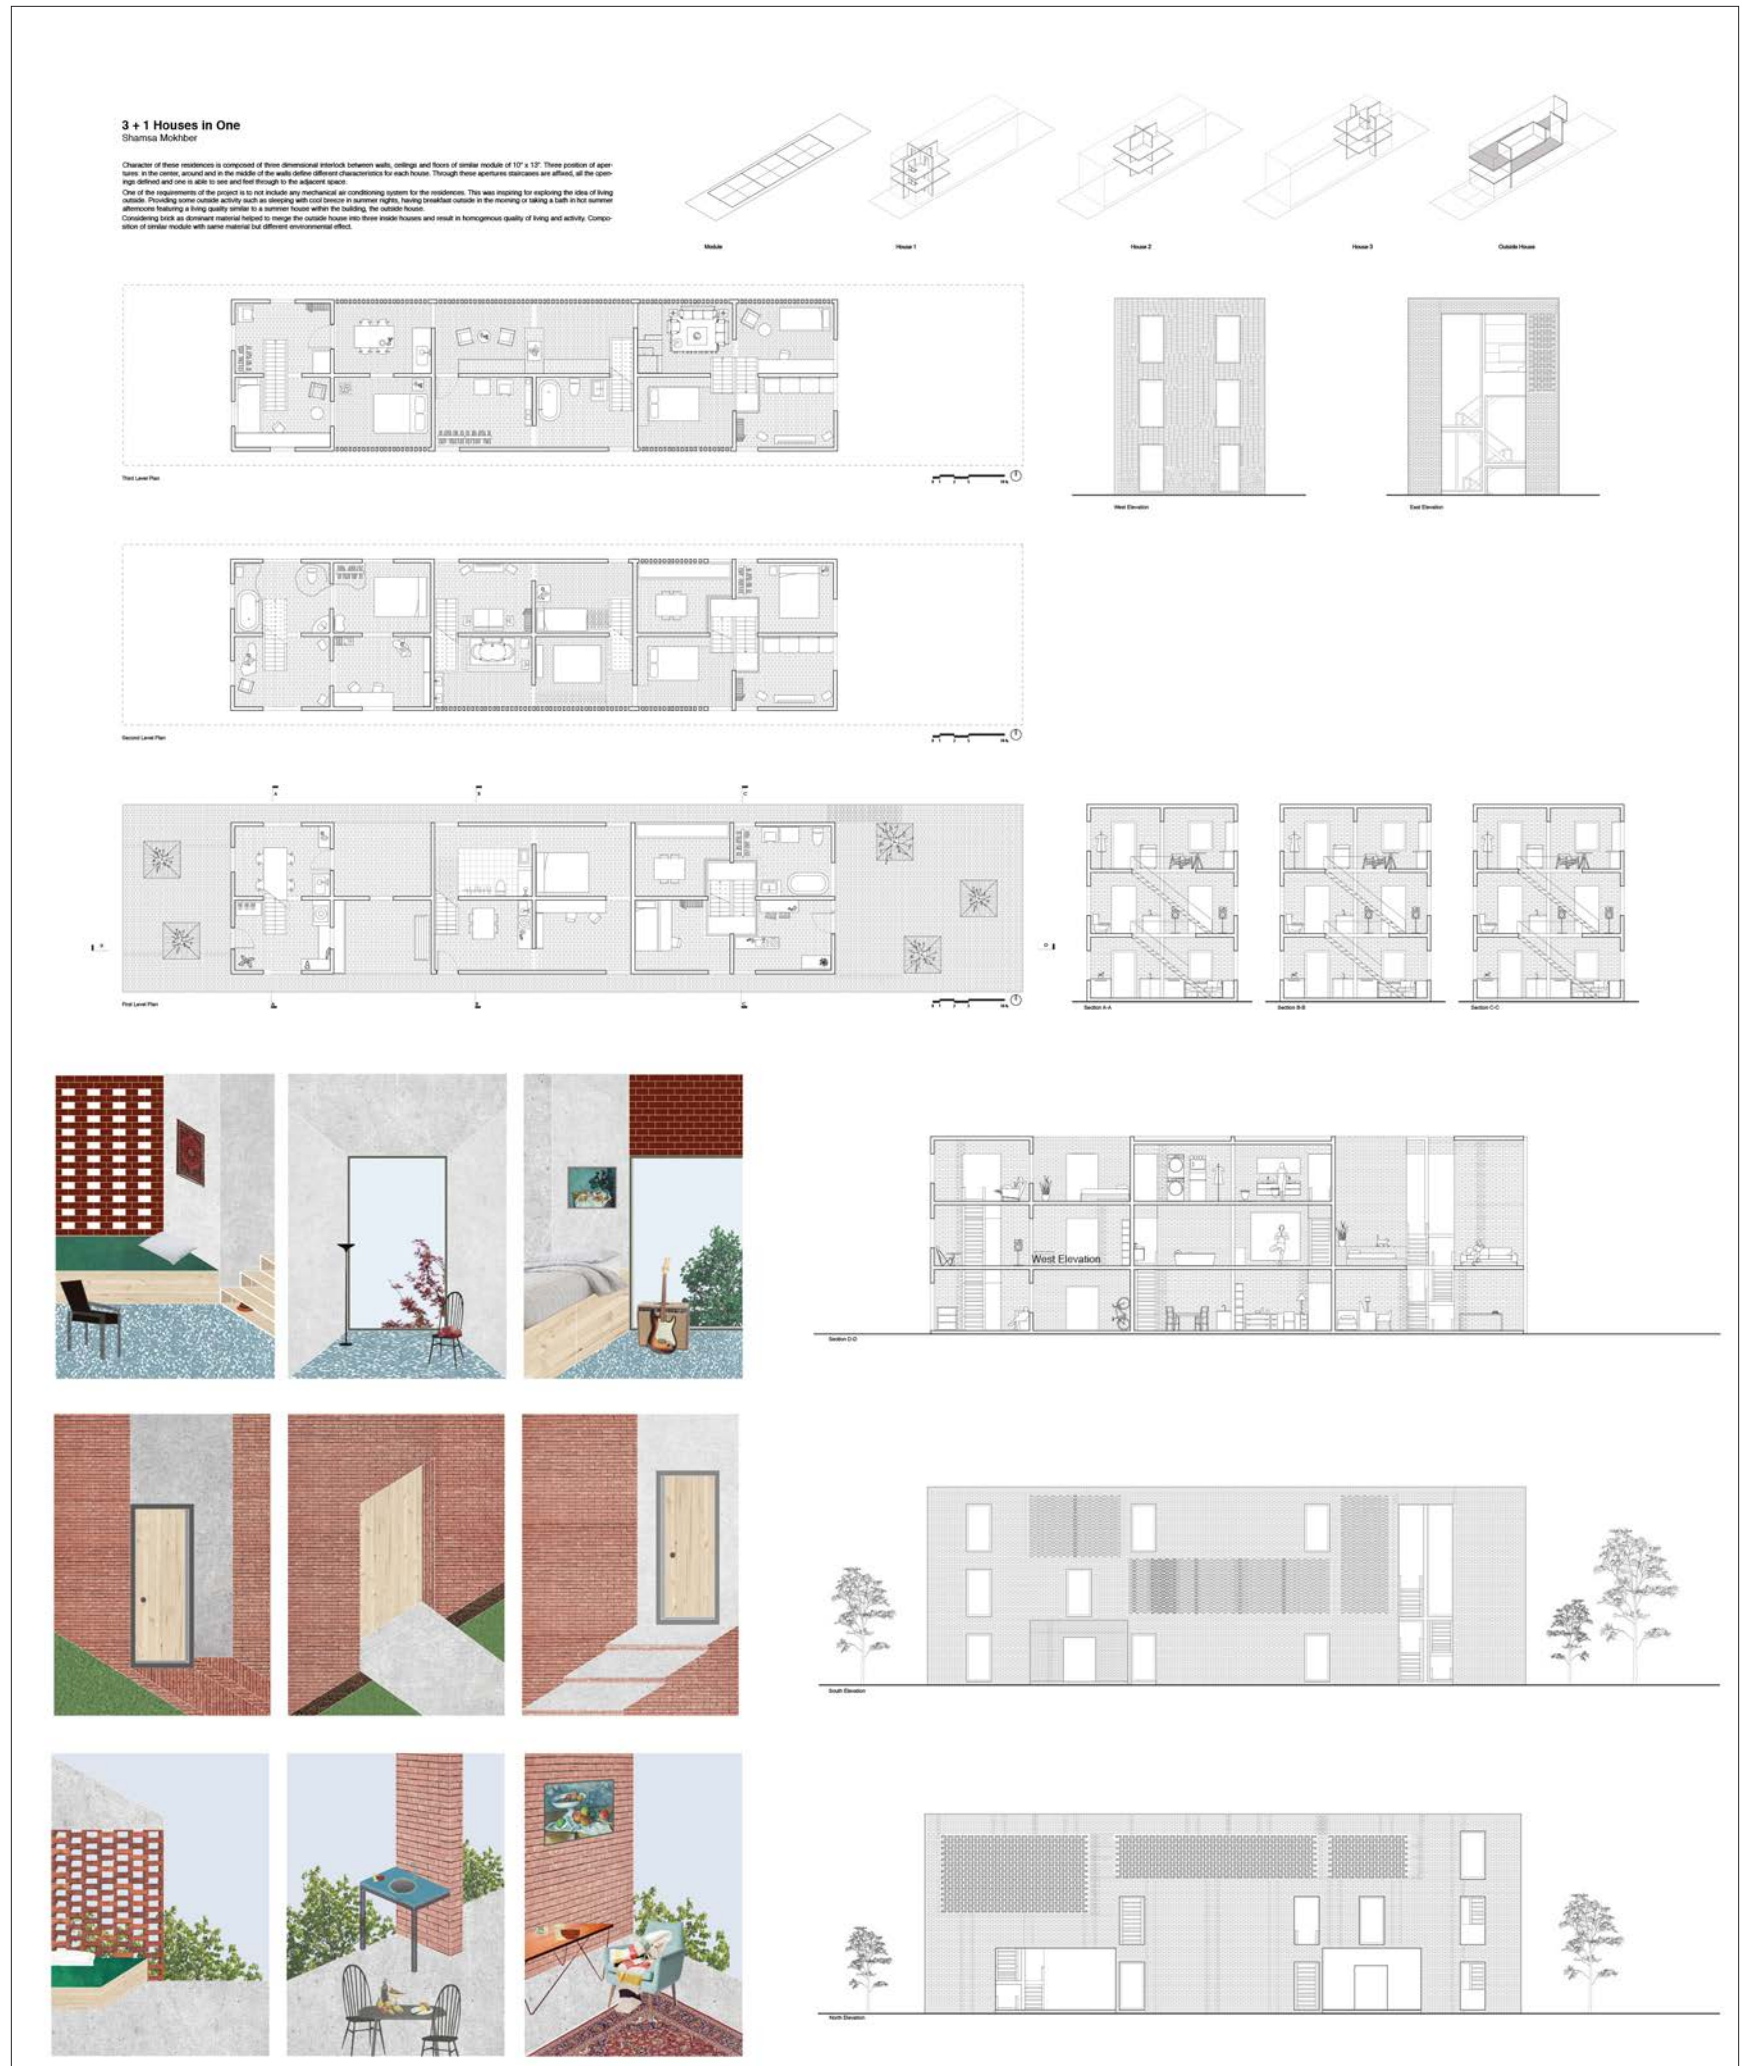 3 + 1 Houses in One
Shamsa Mokhber
Character of these residences is composed of three dimensional interlock between walls, ceilings and floors of similar module of 10" x 13". Three position of aper-
tures: in the center, around and in the middle of the walls define different characteristics for each house. Through these apertures staircases are affixed, all the open-
ings defined and one is able to see and feel through to the adjacent space.
One of the requirements of the project is to not include any mechanical air conditioning system for the residences. This was inspiring for exploring the idea of living
outside. Providing some outside activity such as sleeping with cool breeze in summer nights, having breakfast outside in the morning or taking a bath in hot summer
afternoons featuring a living quality similar to a summer house within the building, the outside house.
Considering brick as dominant material helped to merge the outside house into three inside houses and result in homogenous quality of living and activity. Compo-
sition of similar module with same material but different environmental effect.
Module
House 1
House 2
House 3
Outside House
Third Level Plan
West Elevation
East Elevation
Second Level Plan
A
B
C
D
First Level Plan
A
B
C
Section A-A
Section B-B
Section C-C
West Elevation
Section D-D
South Elevation
North Elevation